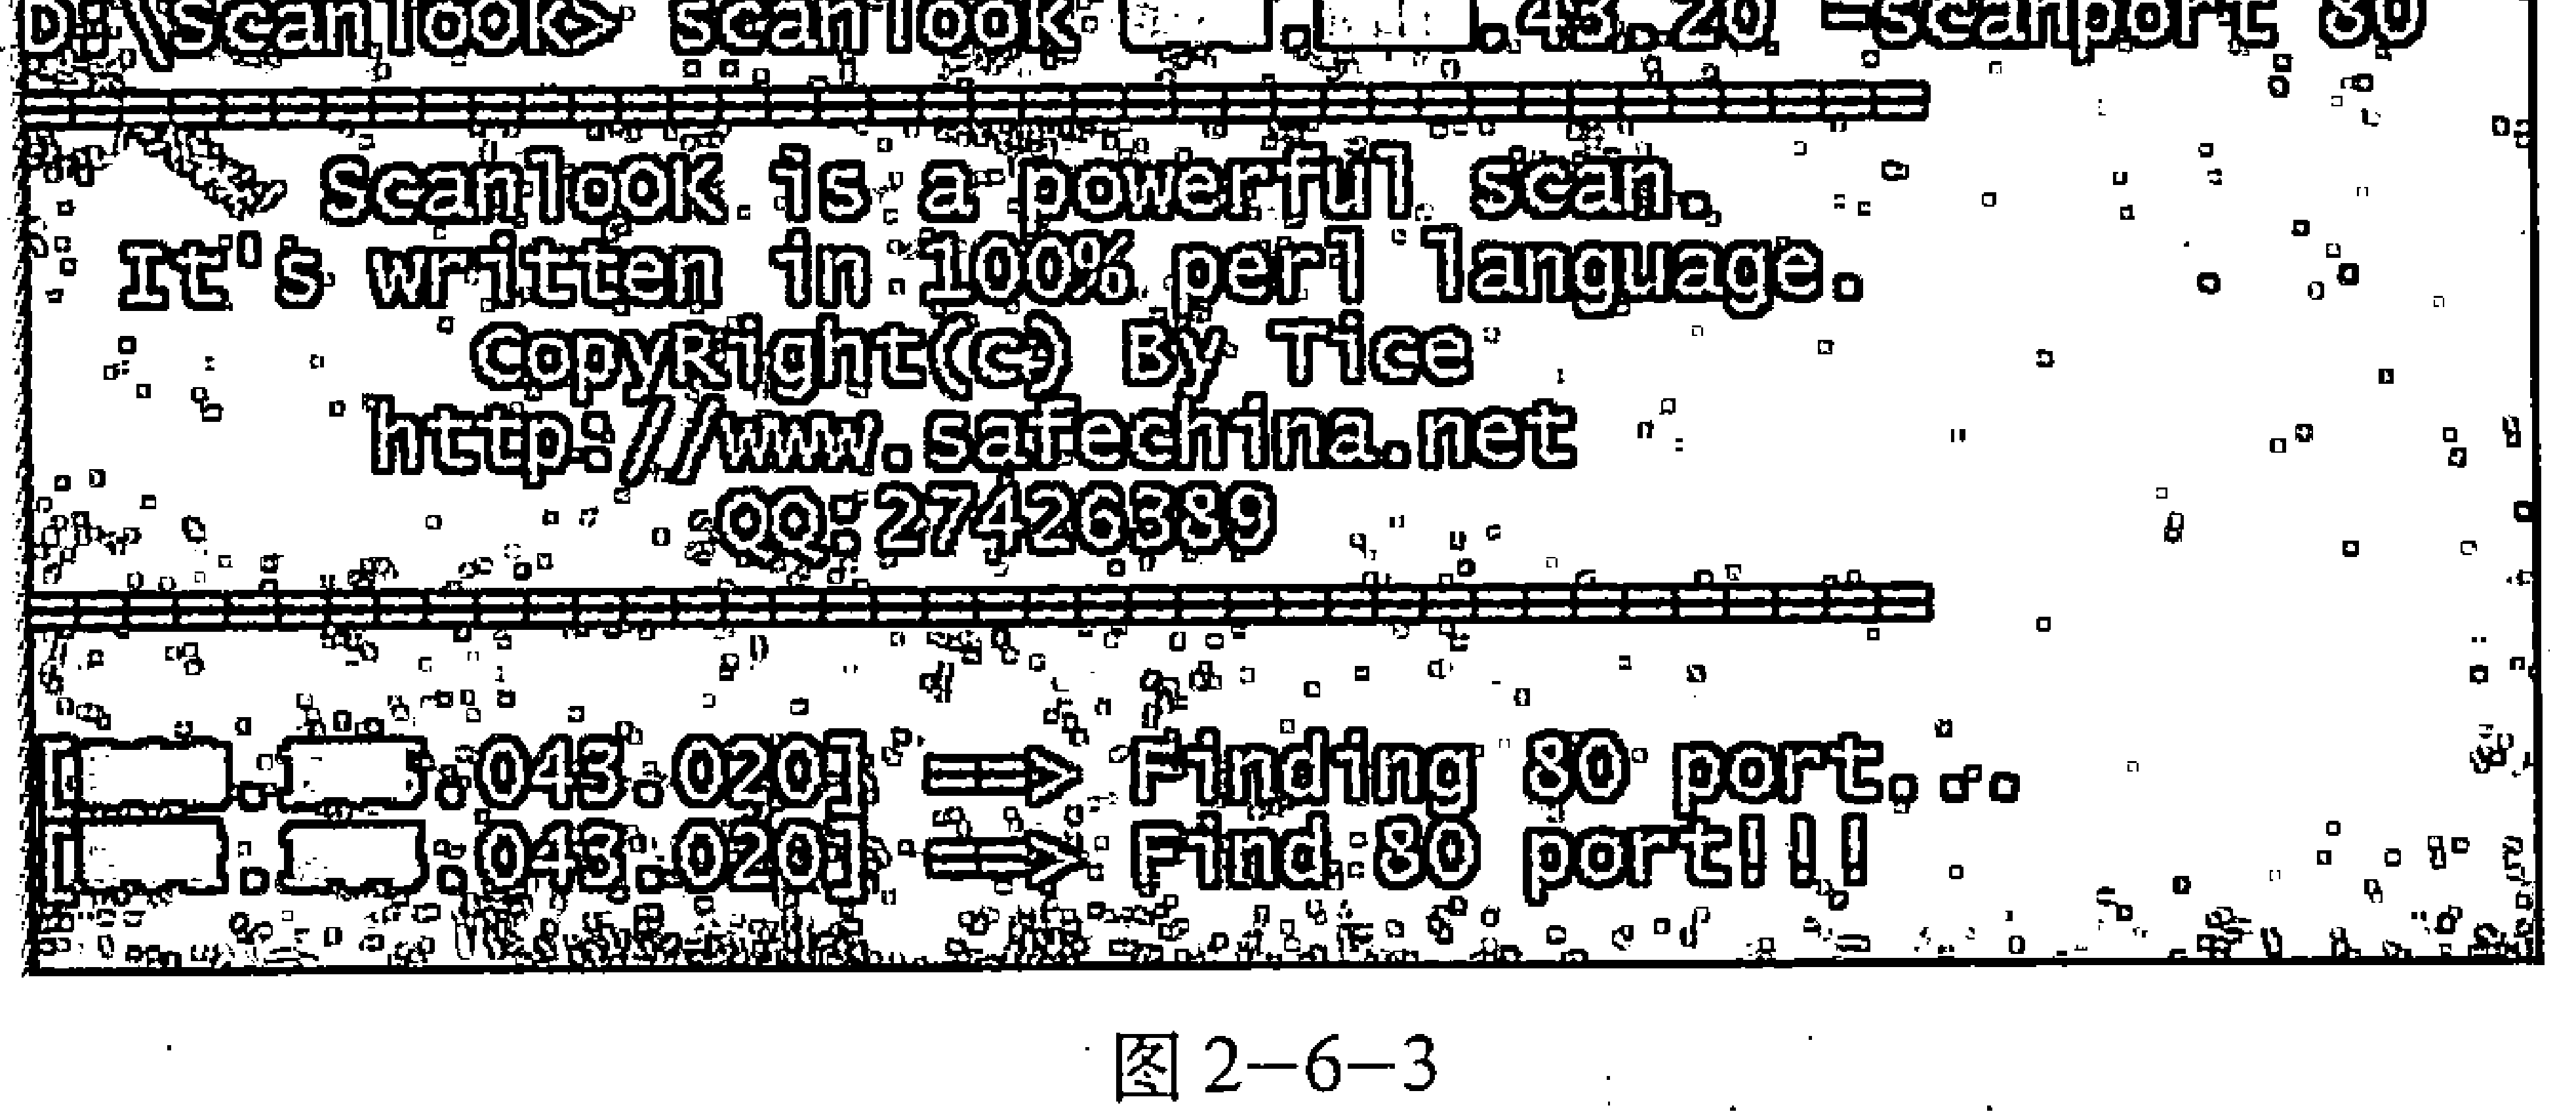 D:\scanlook> scanlook . .43.20 -scanport 80
==========================================
ScanlooK is a powerful scan.
It's written in 100% perl language.
CopyRight(c) By Tice
http://www.safechina.net
QQ:27426389
==========================================
[ . .043.020] ==> Finding 80 port...
[ . .043.020] ==> Find 80 port!!!
图 2-6-3